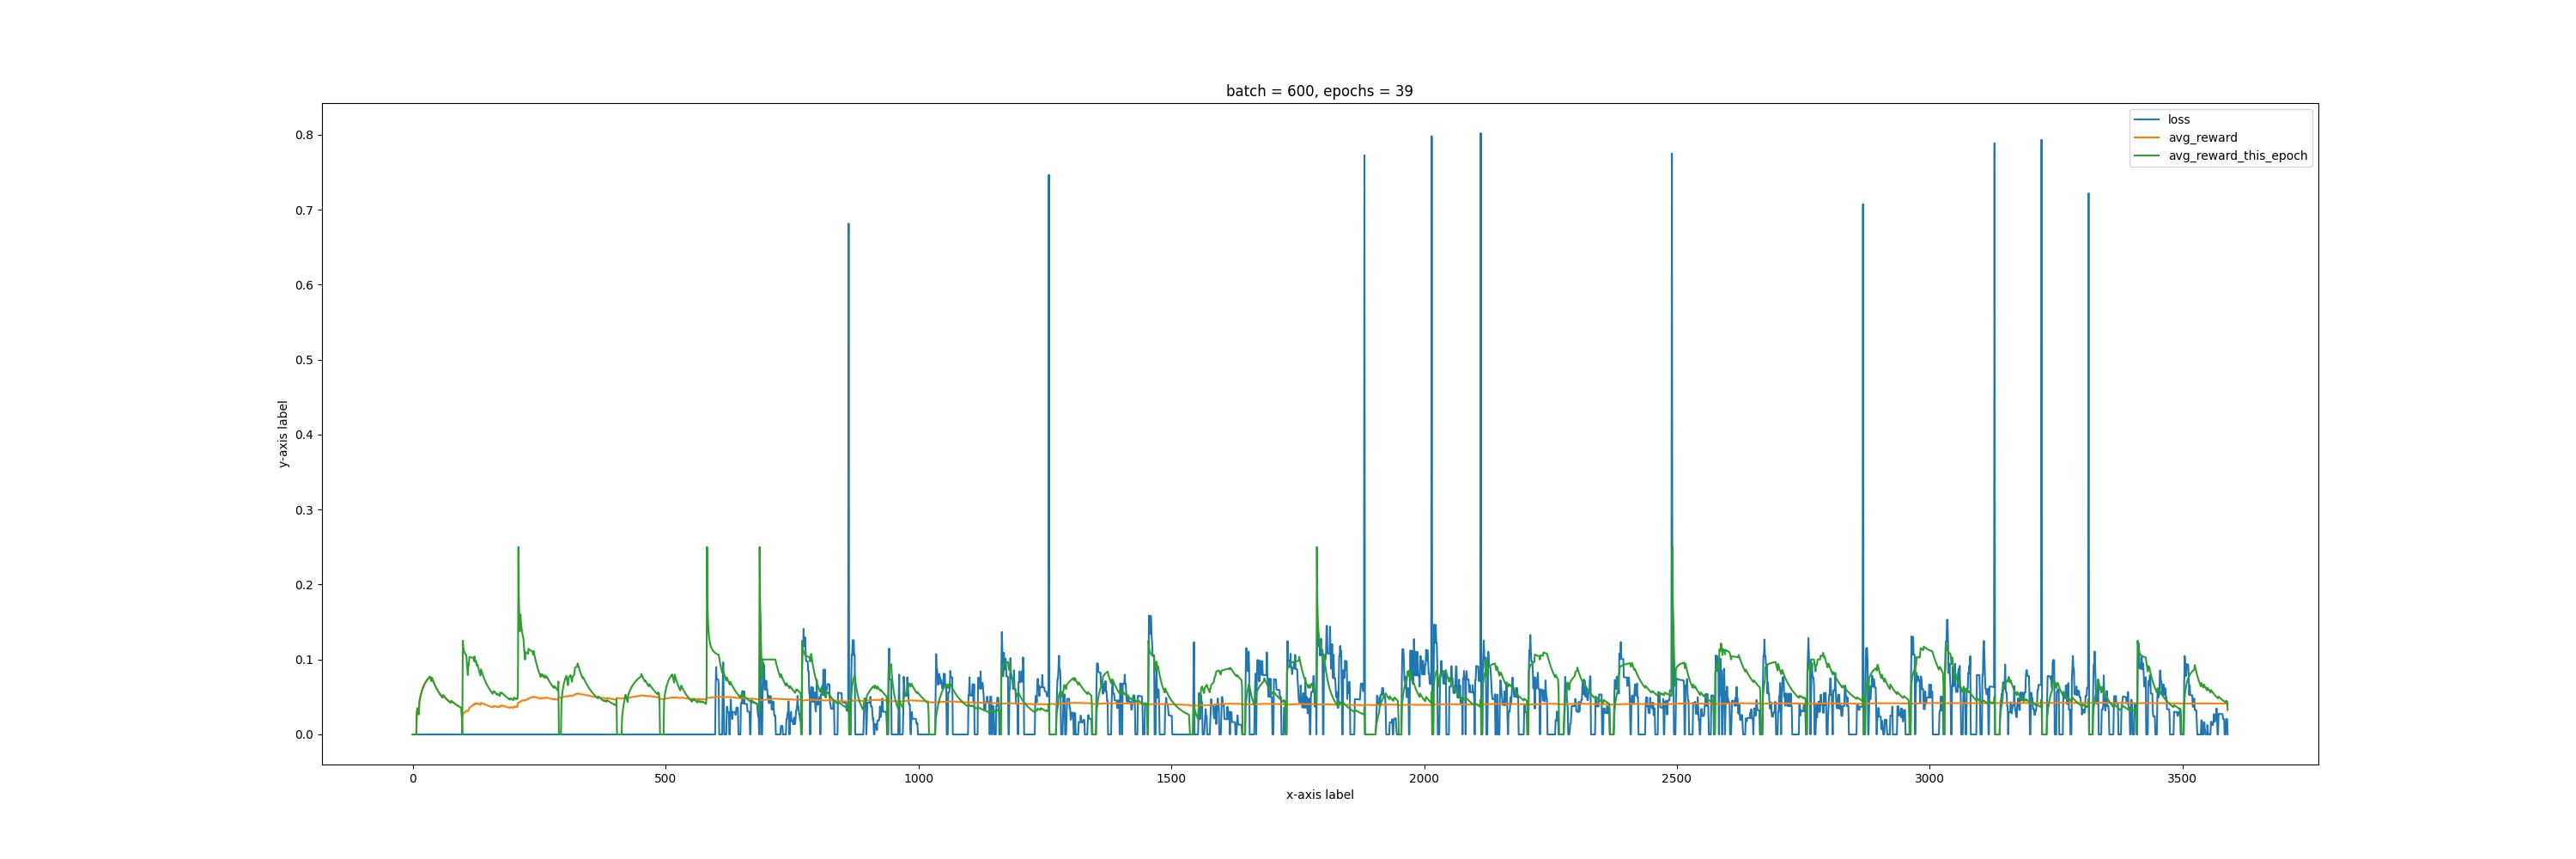 batch = 600, epochs = 39
loss
avg_reward
avg_reward_this_epoch
y-axis label
0.8
0.7
0.6
0.5
0.4
0.3
0.2
0.1
0.0
0 500 1000 1500 2000 2500 3000 3500
x-axis label